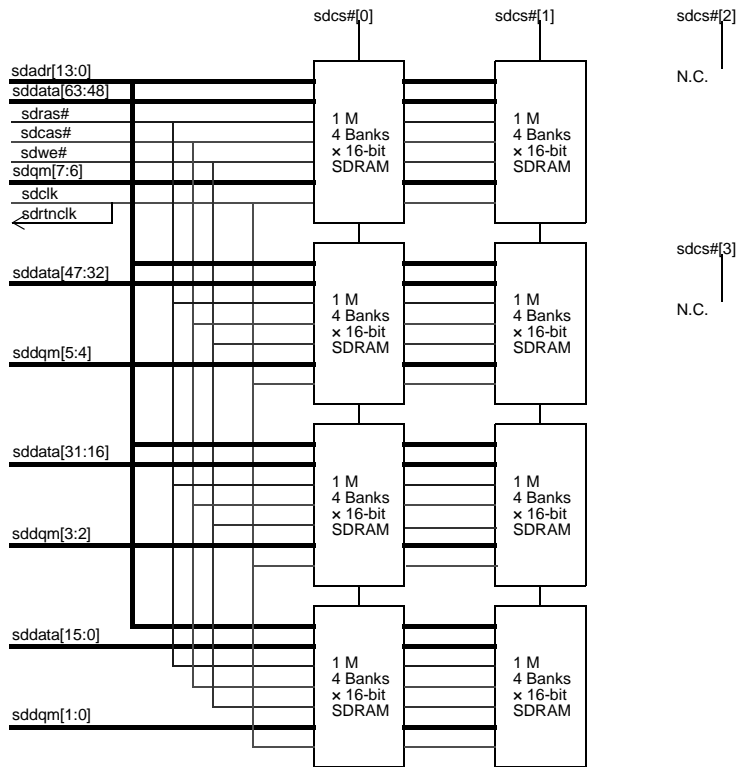 sdcs#[0]
sdcs#[1]
sdcs#[2]
sdadr[13:0]
N.C.
sddata[63:48]
sdras#
sdcas#
sdwe#
sdqm[7:6]
sdclk
sdrtnclk
1 M
4 Banks
× 16-bit
SDRAM
1 M
4 Banks
× 16-bit
SDRAM
sdcs#[3]
N.C.
sddata[47:32]
sddqm[5:4]
1 M
4 Banks
× 16-bit
SDRAM
1 M
4 Banks
× 16-bit
SDRAM
sddata[31:16]
sddqm[3:2]
1 M
4 Banks
× 16-bit
SDRAM
1 M
4 Banks
× 16-bit
SDRAM
sddata[15:0]
sddqm[1:0]
1 M
4 Banks
× 16-bit
SDRAM
1 M
4 Banks
× 16-bit
SDRAM